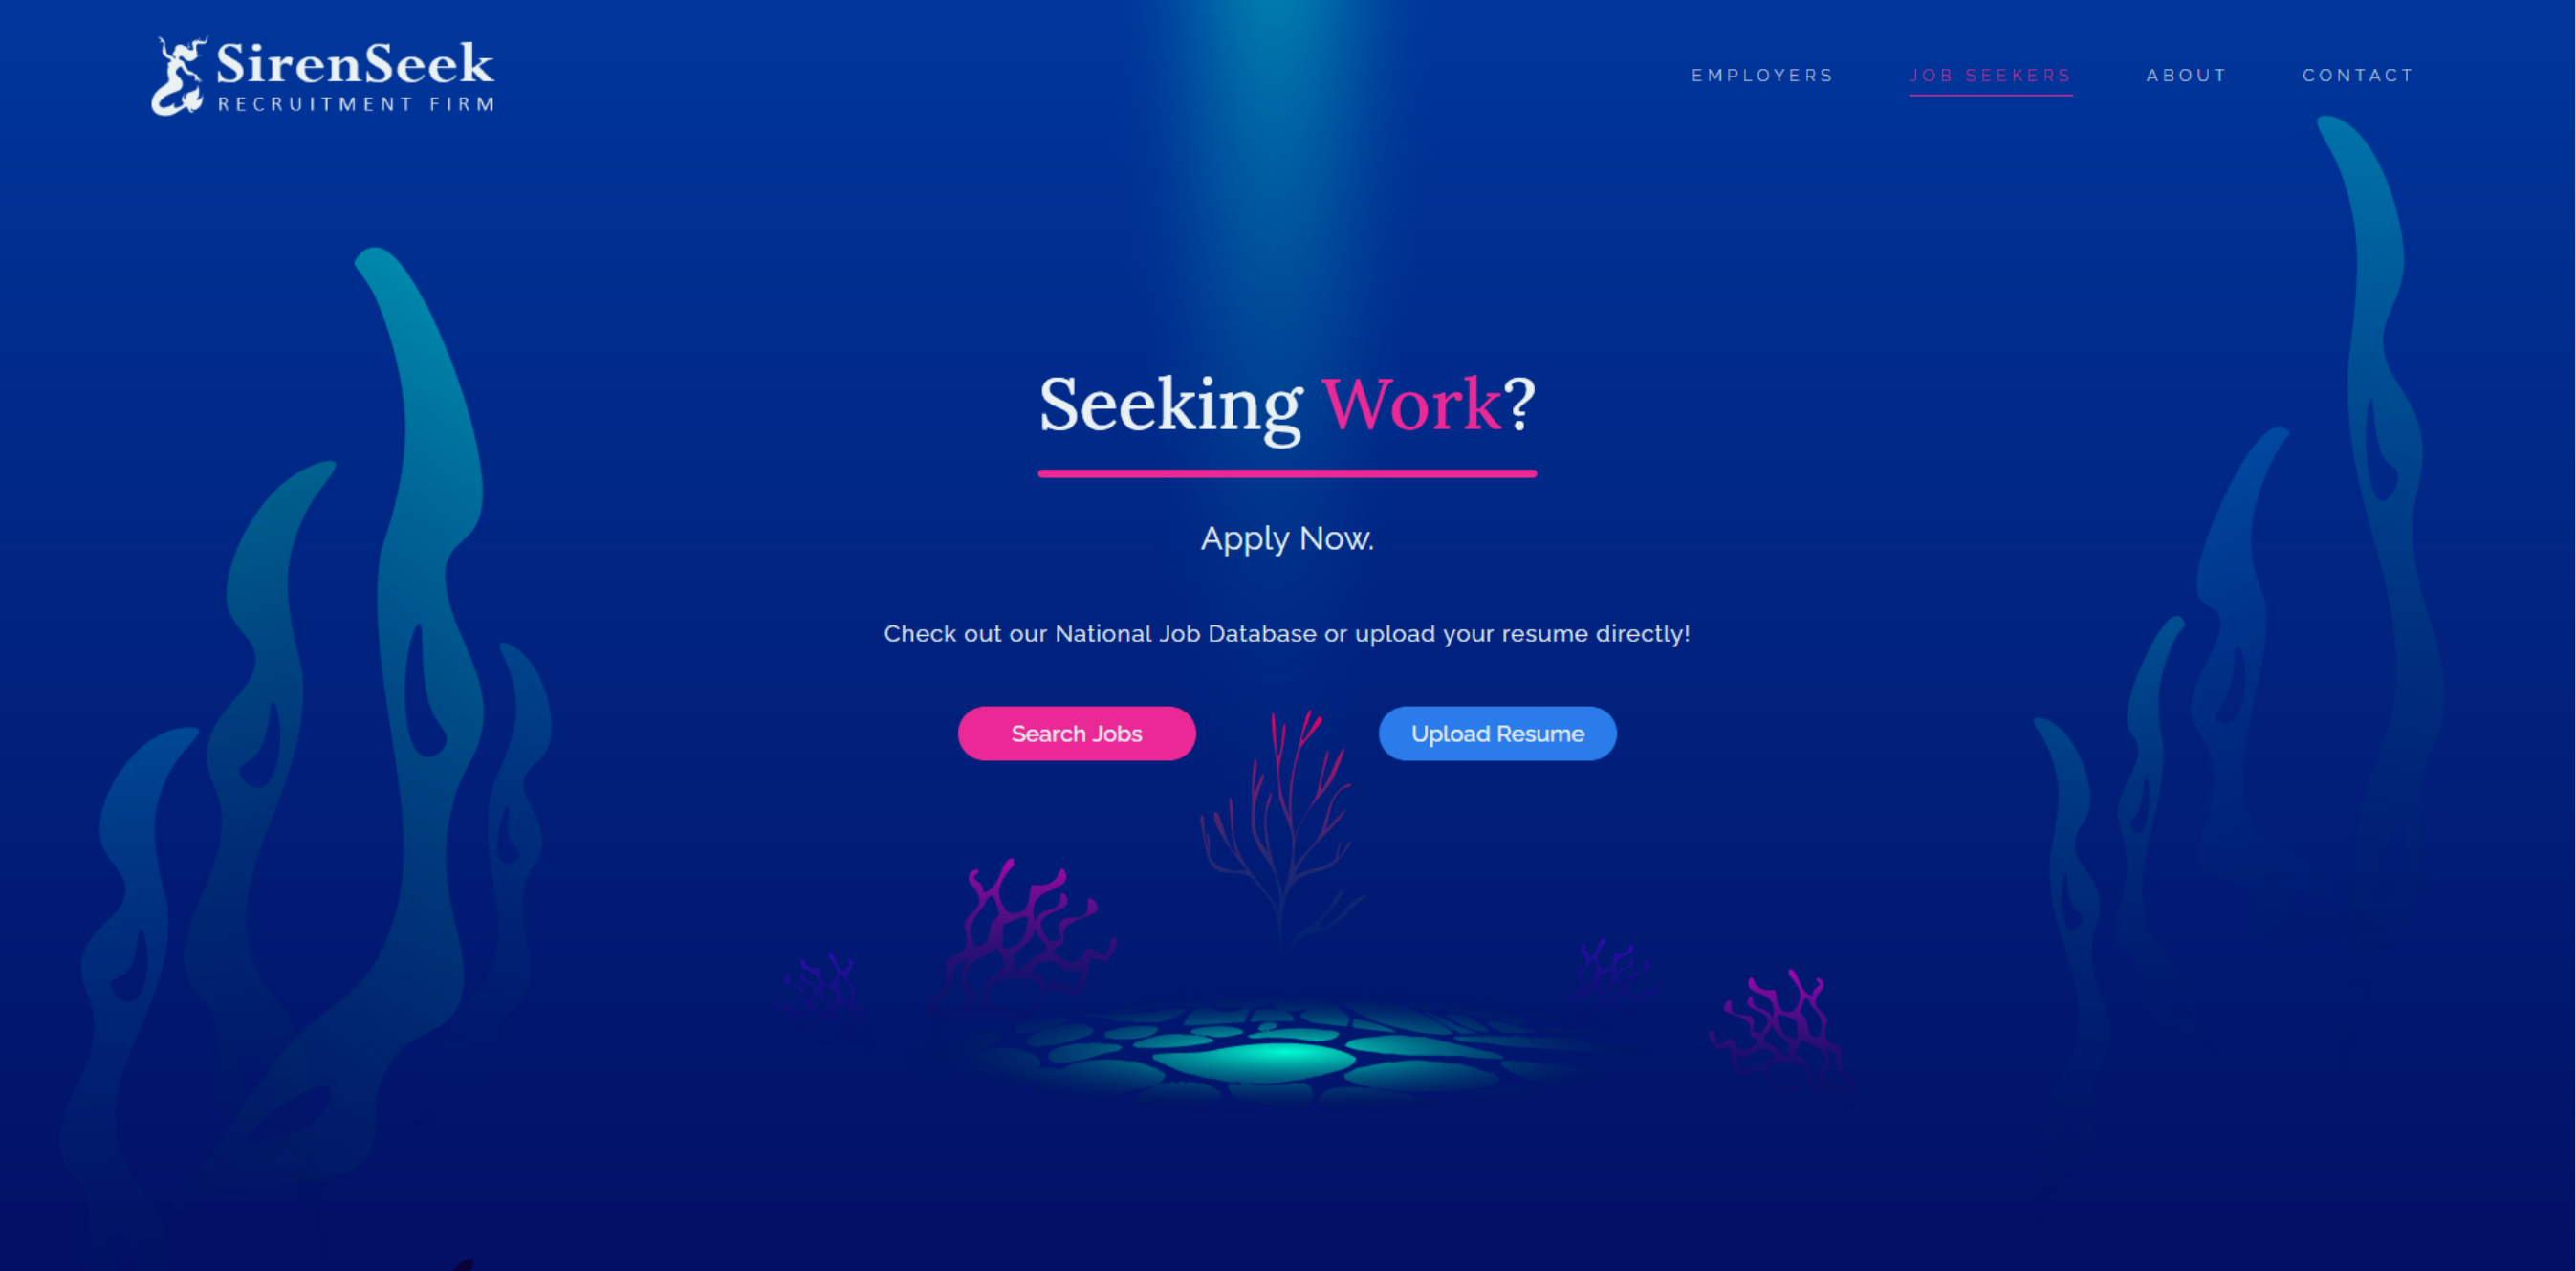 SirenSeek
RECRUITMENT FIRM
EMPLOYERS
JOB SEEKERS
ABOUT
CONTACT
Seeking Work?
Apply Now.
Check out our National Job Database or upload your resume directly!
Search Jobs
Upload Resume